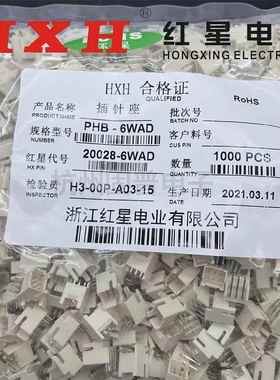 HXH 红星电
HONGXING ELECTR
HXH 合格证
QUALIFIED
RoHS
产品名称 插针座 批次号
BATCH NO
规格型号 PHB - 6WAD 客户料号
CUS P/N
红星代码 20028-6WAD 数量 1000 PCS
HX P/N
检验员 H3-00P-A03-15 生产日期 2021.03.11
INSPECTOR
浙江红星电业有限公司